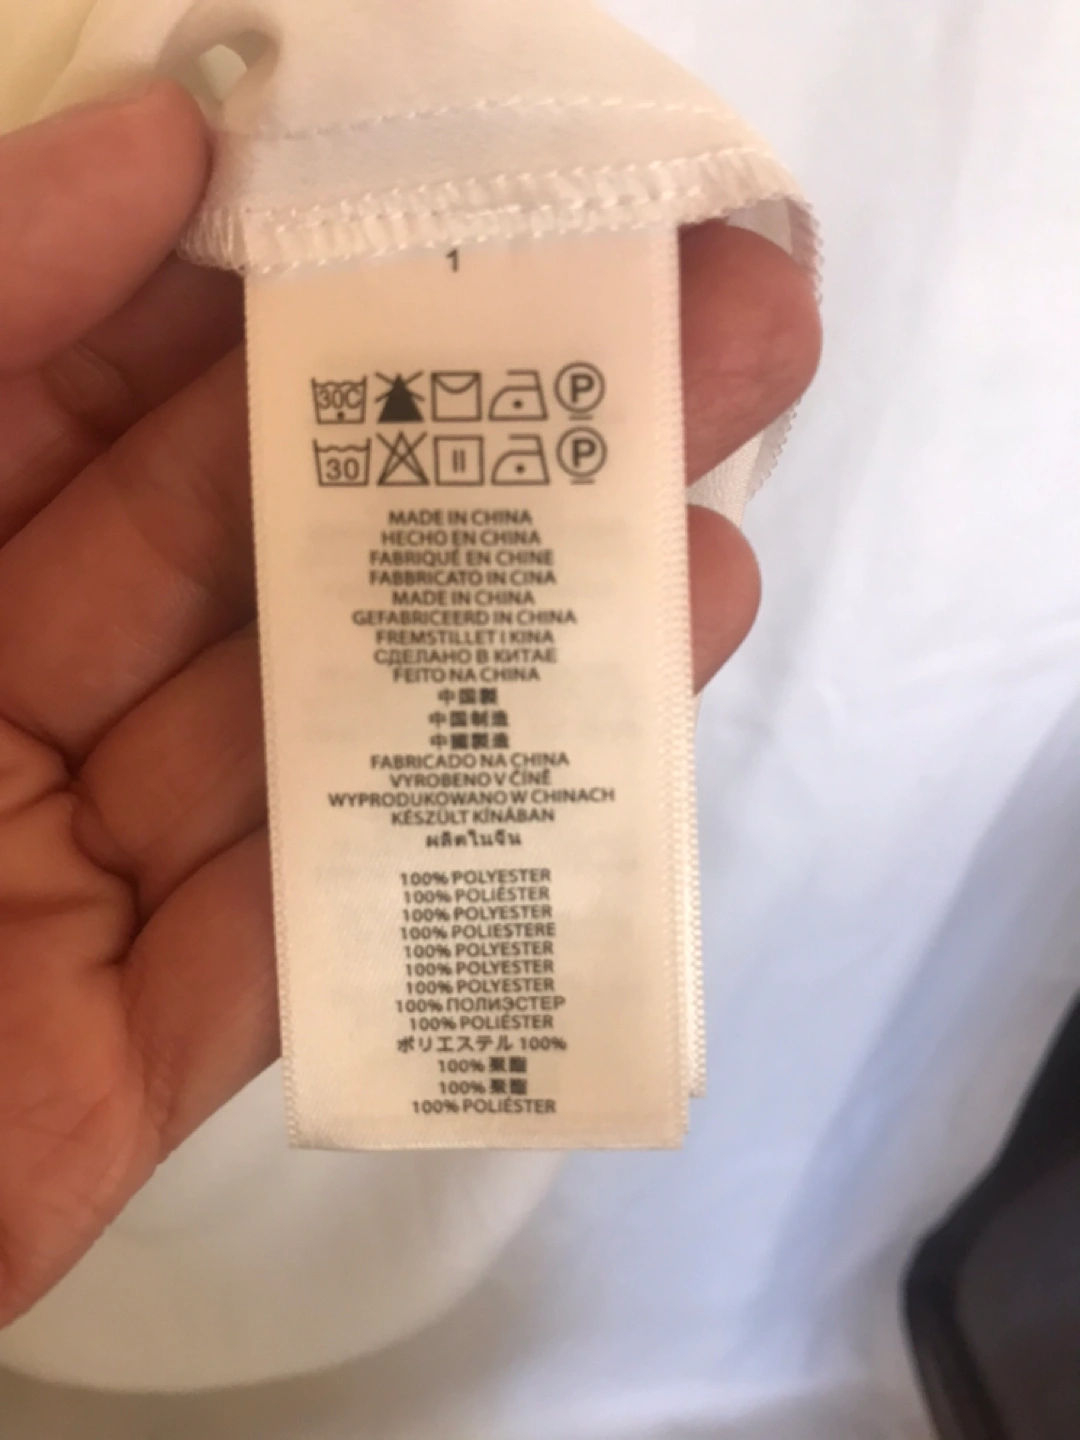 1
30C P
30 P
MADE IN CHINA
HECHO EN CHINA
FABRIQUÉ EN CHINE
FABBRICATO IN CINA
MADE IN CHINA
GEFABRICEERD IN CHINA
FREMSTILLET I KINA
СДЕЛАНО В КИТАЕ
FEITO NA CHINA
中国製
中国制造
中國製造
FABRICADO NA CHINA
VYROBENO V ČÍNĚ
WYPRODUKOWANO W CHINACH
KÉSZÜLT KÍNÁBAN
ผลิตในจีน
100% POLYESTER
100% POLIÉSTER
100% POLYESTER
100% POLIESTERE
100% POLYESTER
100% POLYESTER
100% POLYESTER
100% ПОЛИЭСТЕР
100% POLIÉSTER
ポリエステル 100%
100% 聚酯
100% 聚酯
100% POLIÉSTER